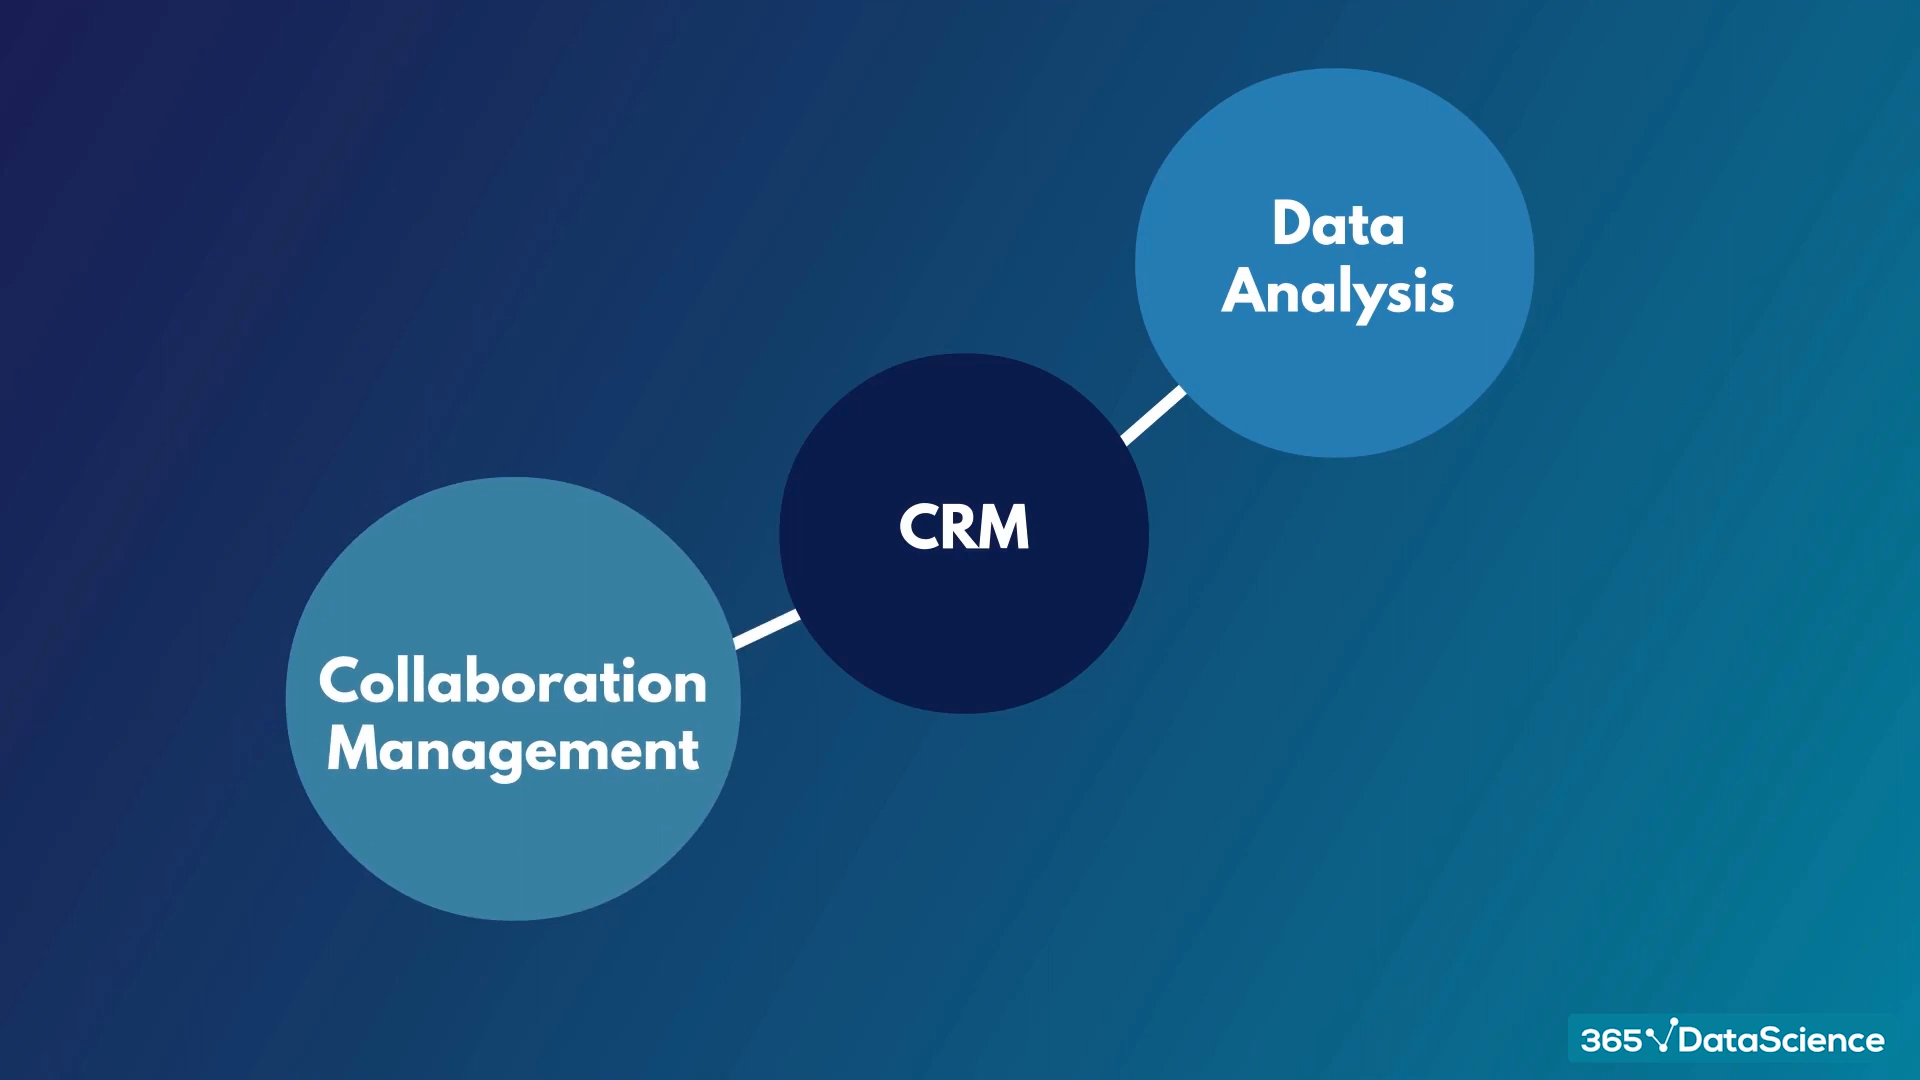 Data
Analysis
CRM
Collaboration
Management
365 DataScience